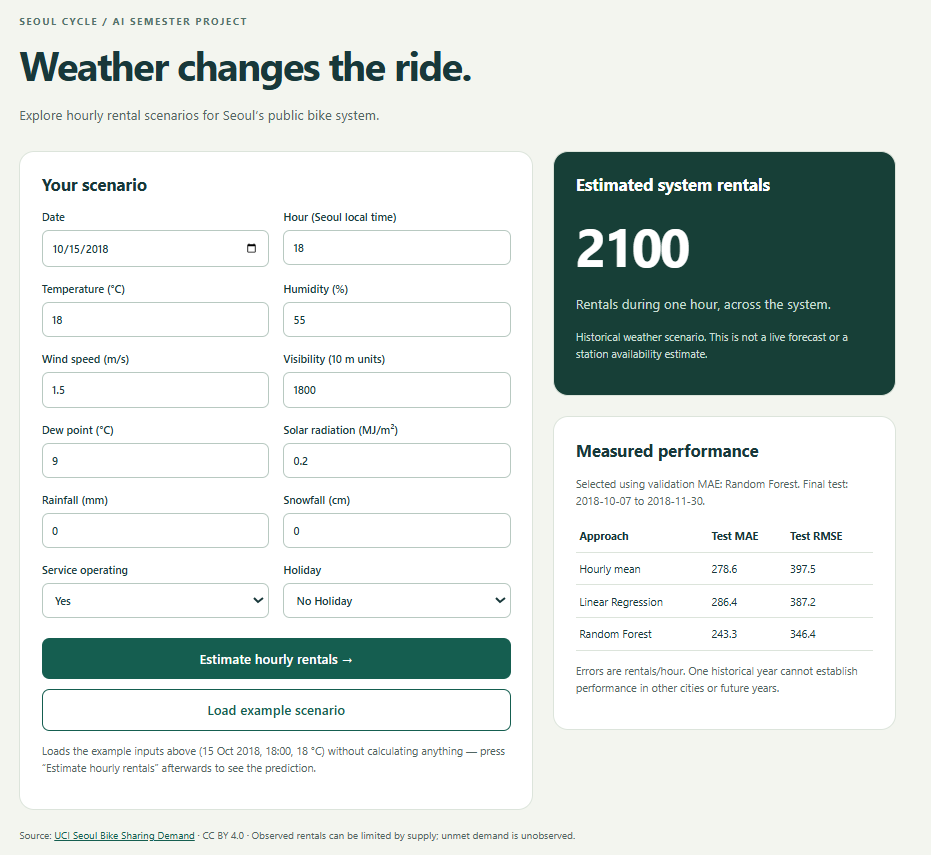 SEOUL CYCLE / AI SEMESTER PROJECT
Weather changes the ride.
Explore hourly rental scenarios for Seoul's public bike system.
Your scenario
Date
Hour (Seoul local time)
10/15/2018
18
Temperature (°C)
Humidity (%)
18
55
Wind speed (m/s)
Visibility (10 m units)
1.5
1800
Dew point (°C)
Solar radiation (MJ/m²)
9
0.2
Rainfall (mm)
Snowfall (cm)
0
0
Service operating
Holiday
Yes
No Holiday
Estimate hourly rentals →
Load example scenario
Loads the example inputs above (15 Oct 2018, 18:00, 18 °C) without calculating anything — press
“Estimate hourly rentals” afterwards to see the prediction.
Estimated system rentals
2100
Rentals during one hour, across the system.
Historical weather scenario. This is not a live forecast or a
station availability estimate.
Measured performance
Selected using validation MAE: Random Forest. Final test:
2018-10-07 to 2018-11-30.
Approach Test MAE Test RMSE
Hourly mean 278.6 397.5
Linear Regression 286.4 387.2
Random Forest 243.3 346.4
Errors are rentals/hour. One historical year cannot establish
performance in other cities or future years.
Source: UCI Seoul Bike Sharing Demand · CC BY 4.0 · Observed rentals can be limited by supply; unmet demand is unobserved.